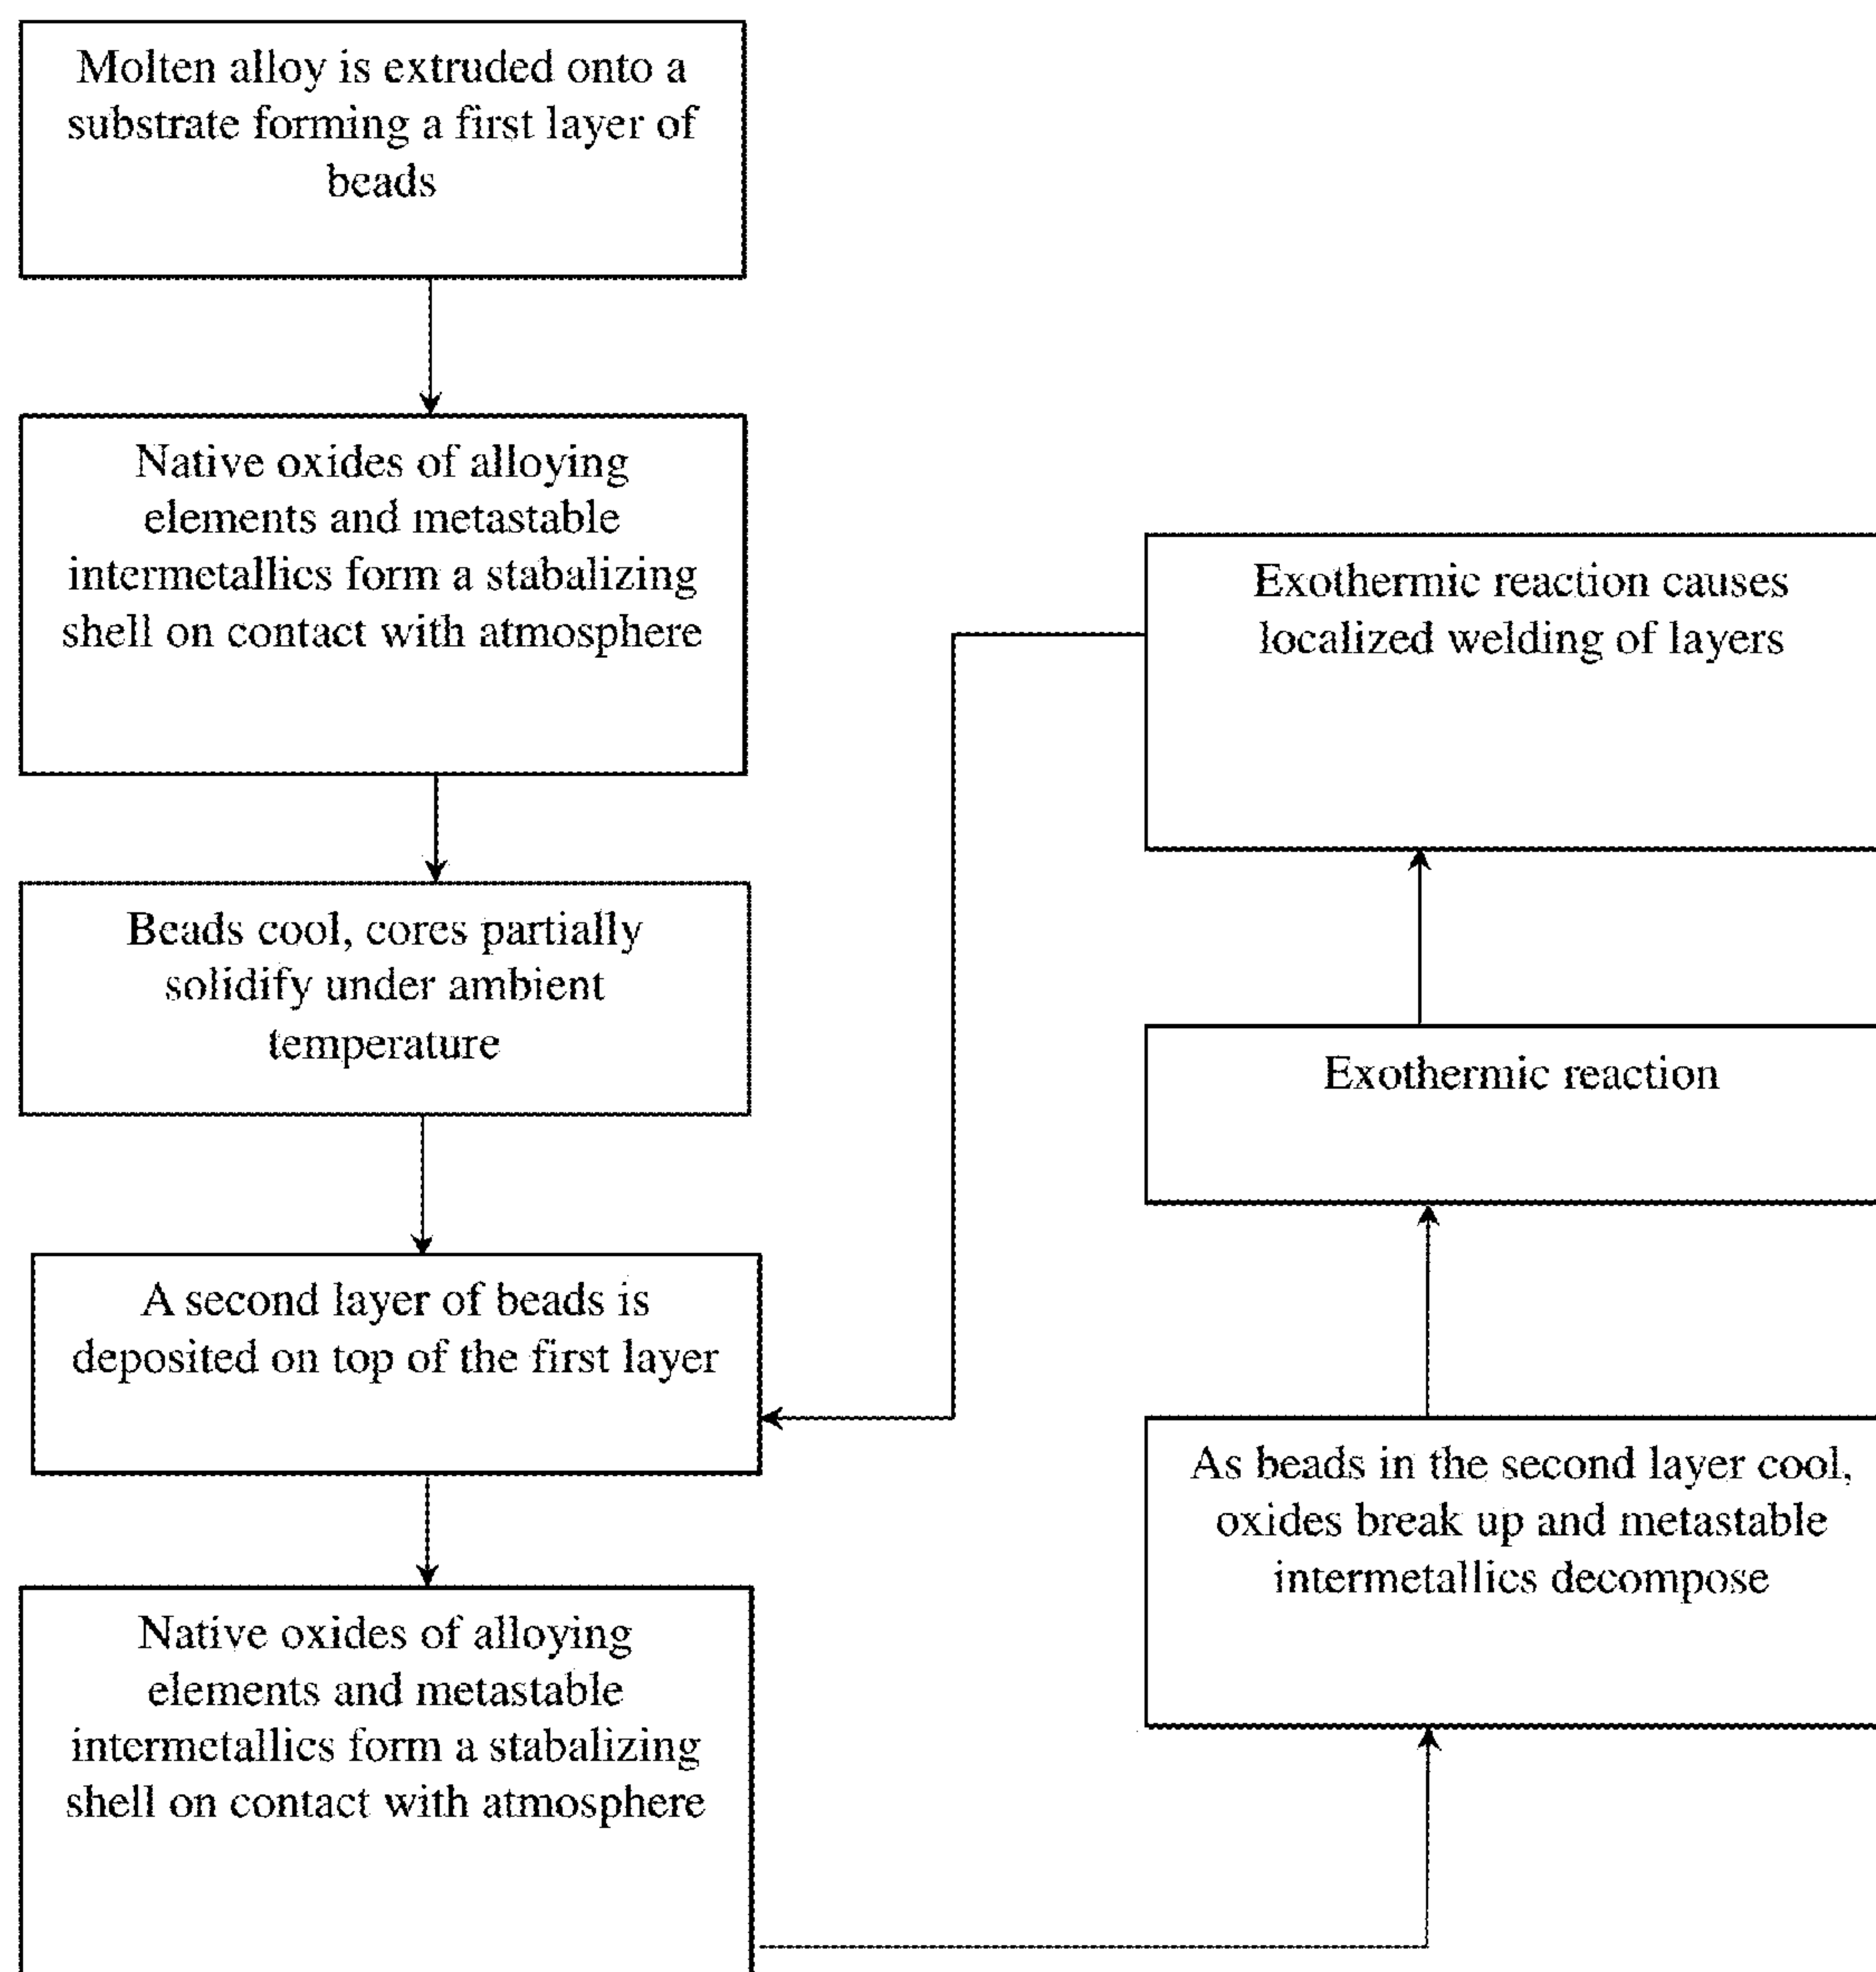 Molten alloy is extruded onto a
substrate forming a first layer of
beads
Native oxides of alloying
elements and metastable
intermetallics form a stabalizing
shell on contact with atmosphere
Beads cool, cores partially
solidify under ambient
temperature
A second layer of beads is
deposited on top of the first layer
Native oxides of alloying
elements and metastable
intermetallics form a stabalizing
shell on contact with atmosphere
As beads in the second layer cool,
oxides break up and metastable
intermetallics decompose
Exothermic reaction
Exothermic reaction causes
localized welding of layers